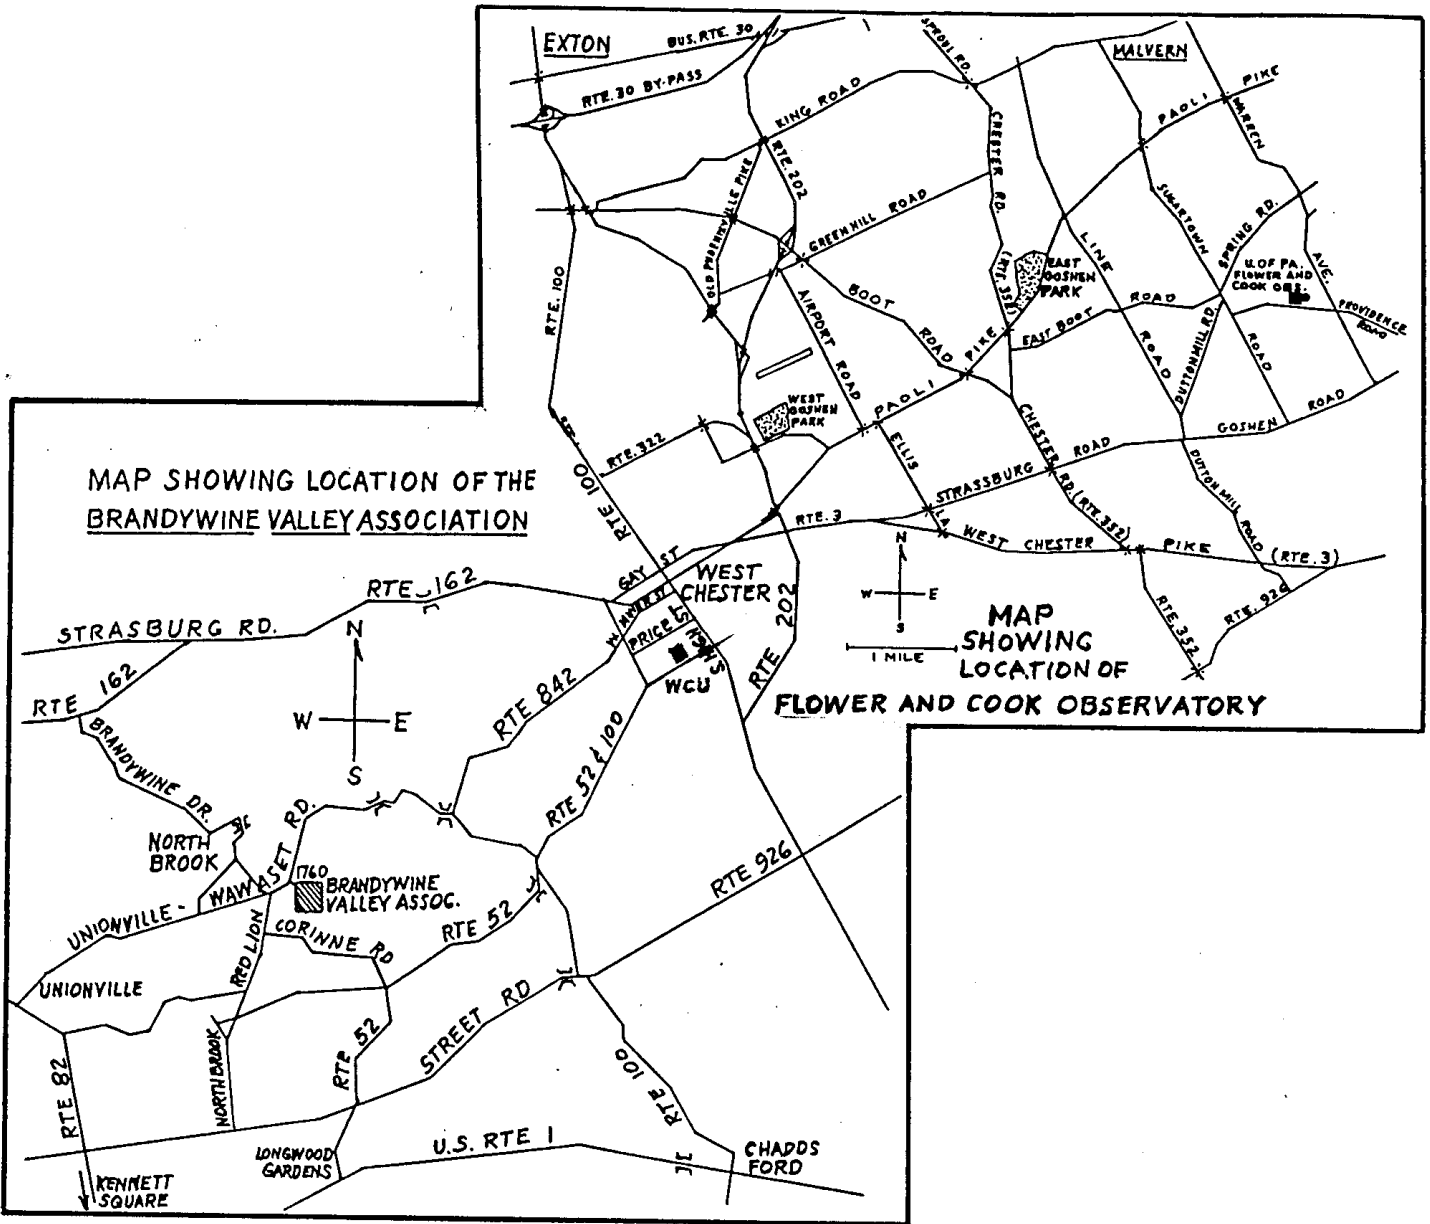 EXTON
BUS. RTE. 30
RTE. 30 BY-PASS
SPROUL RD.
MALVERN
KING ROAD
PAOLI PIKE
WARREN
AVE.
CHESTER RD.
(RTE 352)
RTE. 202
OLD PHOENIXVILLE PIKE
GREENHILL ROAD
SUGARTOWN
ROAD
SPRING RD.
LINE
ROAD
EAST
GOSHEN
PARK
U. OF PA.
FLOWER AND
COOK OBS.
PROVIDENCE
ROAD
RTE. 100
BOOT
ROAD
AIRPORT ROAD
EAST BOOT ROAD
DUTTON MILL RD.
PAOLI PIKE
WEST
GOSHEN
PARK
RTE. 322
ELLIS
LA.
CHESTER
RD. (RTE. 352)
STRASSBURG ROAD
GOSHEN ROAD
DUTTON MILL ROAD
RTE 100
RTE. 3
WEST CHESTER PIKE (RTE. 3)
RTE. 926
RTE. 352
N
W E
S
1 MILE
MAP
SHOWING
LOCATION OF
FLOWER AND COOK OBSERVATORY
MAP SHOWING LOCATION OF THE
BRANDYWINE VALLEY ASSOCIATION
GAY ST
WEST
CHESTER
PRICE ST
S HIGH
WCU
RTE 202
RTE 162
STRASBURG RD.
RTE 162
N
W E
S
RTE 842
RTE 52 & 100
BRANDYWINE DR.
NORTH
BROOK
UNIONVILLE - WAWASET RD.
1760
BRANDYWINE
VALLEY ASSOC.
RTE 926
RED LION
CORINNE RD
RTE 52
UNIONVILLE
STREET RD
NORTHBROOK
RTE 52
RTE 82
RTE 100
LONGWOOD
GARDENS
U.S. RTE 1
CHADDS
FORD
KENNETT
SQUARE